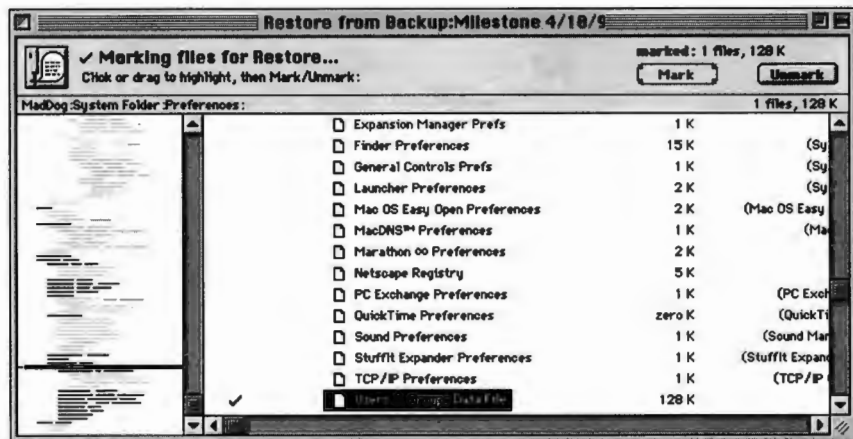 Restore from Backup:Milestone 4/18/9
✓ Marking files for Restore...
Click or drag to highlight, then Mark/Unmark:
marked: 1 files, 128 K
Mark
Unmark
MadDog:System Folder:Preferences:
1 files, 128 K
Expansion Manager Prefs 1 K
Finder Preferences 15 K (Sy
General Controls Prefs 1 K (Sy
Launcher Preferences 2 K (Sy
Mac OS Easy Open Preferences 2 K (Mac OS Easy
MacDNS™ Preferences 1 K (Ma
Marathon ∞ Preferences 2 K
Netscape Registry 5 K
PC Exchange Preferences 1 K (PC Exch
QuickTime Preferences zero K (QuickTi
Sound Preferences 1 K (Sound Man
StuffIt Expander Preferences 1 K (StuffIt Expand
TCP/IP Preferences 1 K (TCP/IP
✓ Users & Groups Data File 128 K